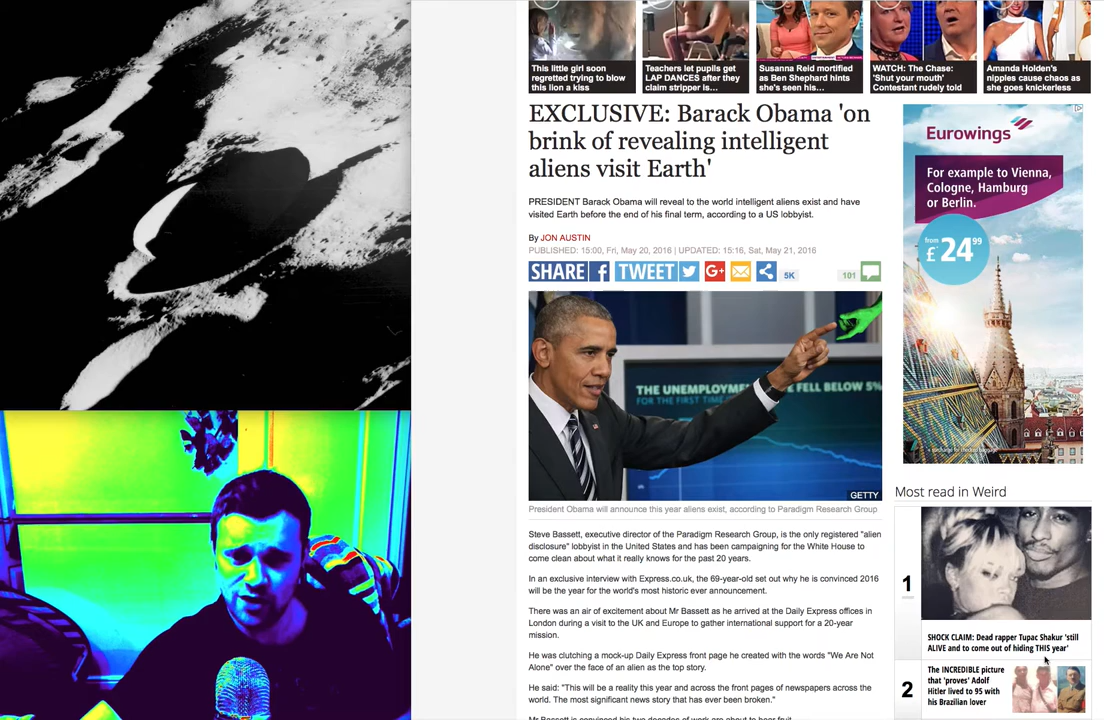 This little girl soon
regretted trying to blow
this lion a kiss
Teachers let pupils get
LAP DANCES after they
claim stripper is...
Susanna Reid mortified
as Ben Shephard hints
she's seen his...
WATCH: The Chase:
'Shut your mouth'
Contestant rudely told
Amanda Holden's
nipples cause chaos as
she goes knickerless
EXCLUSIVE: Barack Obama 'on
brink of revealing intelligent
aliens visit Earth'
PRESIDENT Barack Obama will reveal to the world intelligent aliens exist and have
visited Earth before the end of his final term, according to a US lobbyist.
By JON AUSTIN
PUBLISHED: 15:00, Fri, May 20, 2016 | UPDATED: 15:16, Sat, May 21, 2016
SHARE f TWEET G+ 5K 101
THE UNEMPLOYME E FELL BELOW 5%
FOR THE FIRST TIME
GETTY
President Obama will announce this year aliens exist, according to Paradigm Research Group
Steve Bassett, executive director of the Paradigm Research Group, is the only registered "alien
disclosure" lobbyist in the United States and has been campaigning for the White House to
come clean about what it really knows for the past 20 years.
In an exclusive interview with Express.co.uk, the 69-year-old set out why he is convinced 2016
will be the year for the world's most historic ever announcement.
There was an air of excitement about Mr Bassett as he arrived at the Daily Express offices in
London during a visit to the UK and Europe to gather international support for a 20-year
mission.
He was clutching a mock-up Daily Express front page he created with the words "We Are Not
Alone" over the face of an alien as the top story.
He said: "This will be a reality this year and across the front pages of newspapers across the
world. The most significant news story that has ever been broken."
Mr Bassett is convinced his two decades of work are about to bear fruit.
Eurowings
For example to Vienna,
Cologne, Hamburg
or Berlin.
from
£24.99
Most read in Weird
1
SHOCK CLAIM: Dead rapper Tupac Shakur 'still
ALIVE and to come out of hiding THIS year'
2
The INCREDIBLE picture
that 'proves' Adolf
Hitler lived to 95 with
his Brazilian lover